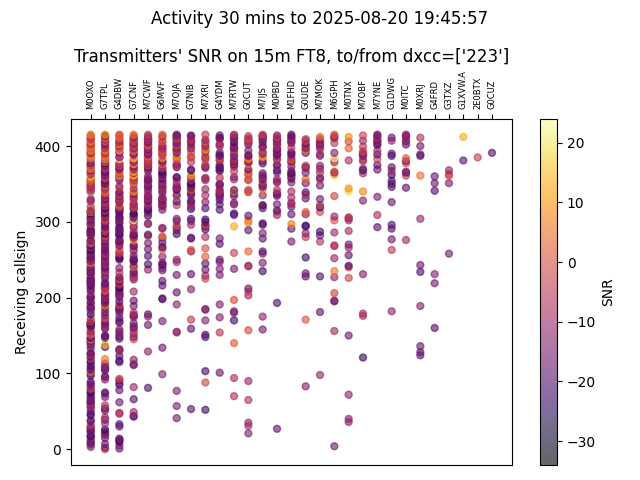 Activity 30 mins to 2025-08-20 19:45:57
Transmitters' SNR on 15m FT8, to/from dxcc=['223']
M0OXO G7TPL G4DBW G7CNF M7CWF G6MVF M7OJA G7NIB M7XRI G4YDM M7RTW G0CUT M7IJS M0PBD M1FHD G0UDE M7MOK M6GPH M0TNX M7OBF M7YNE G1DWG M0ITC M0XRJ G4FRD G3TXZ G1XVW.A 2E0BTX G0CUZ
400
300
200
100
0
Receiving callsign
20
10
0
−10
−20
−30
SNR